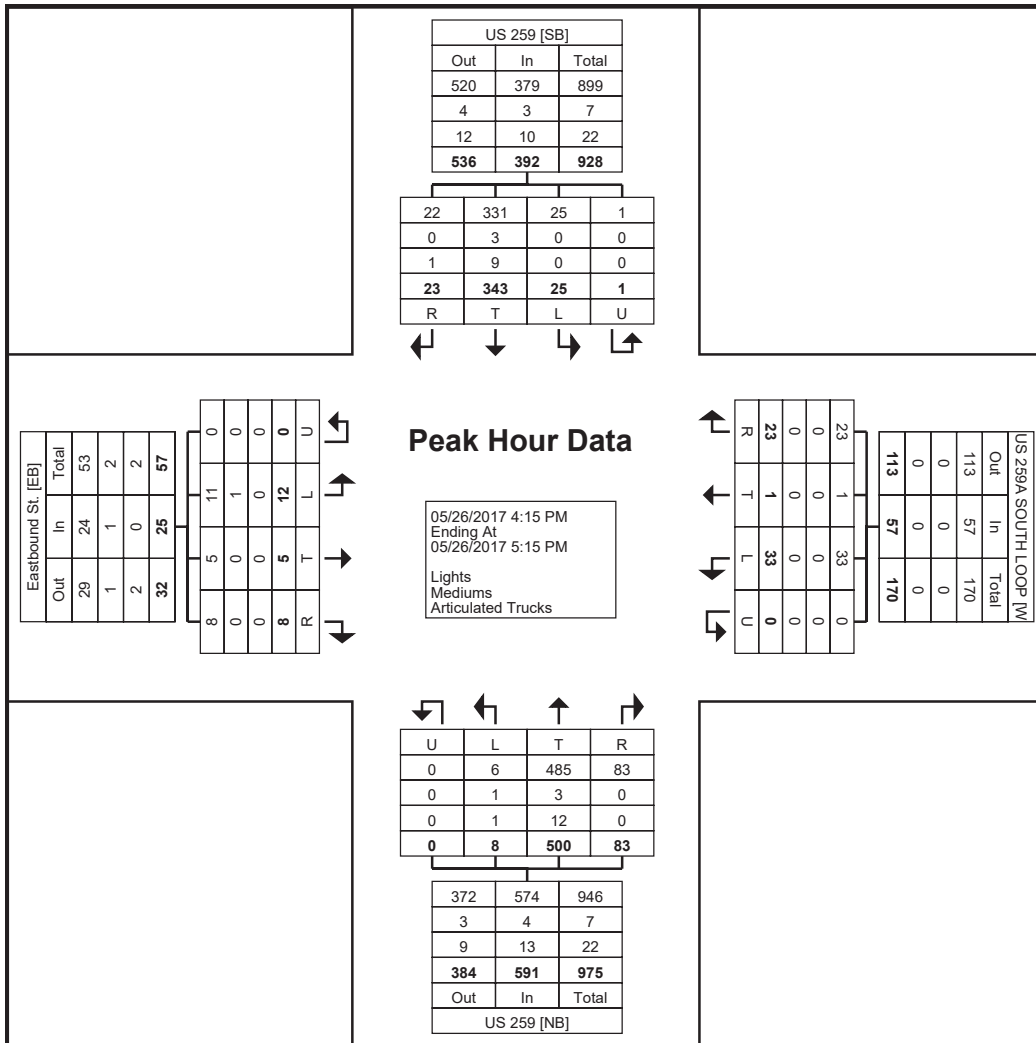 US 259 [SB]
Out In Total
520 379 899
4 3 7
12 10 22
536 392 928
22 331 25 1
0 3 0 0
1 9 0 0
23 343 25 1
R T L U
Peak Hour Data
05/26/2017 4:15 PM
Ending At
05/26/2017 5:15 PM
Lights
Mediums
Articulated Trucks
Eastbound St. [EB]
Out In Total
29 24 53
1 1 2
2 0 2
32 25 57
0 11 5 8
0 1 0 0
0 0 0 0
0 12 5 8
U L T R
US 259A SOUTH LOOP [W
Out In Total
113 57 170
0 0 0
0 0 0
113 57 170
23 1 33 0
0 0 0 0
0 0 0 0
23 1 33 0
R T L U
U L T R
0 6 485 83
0 1 3 0
0 1 12 0
0 8 500 83
372 574 946
3 4 7
9 13 22
384 591 975
Out In Total
US 259 [NB]